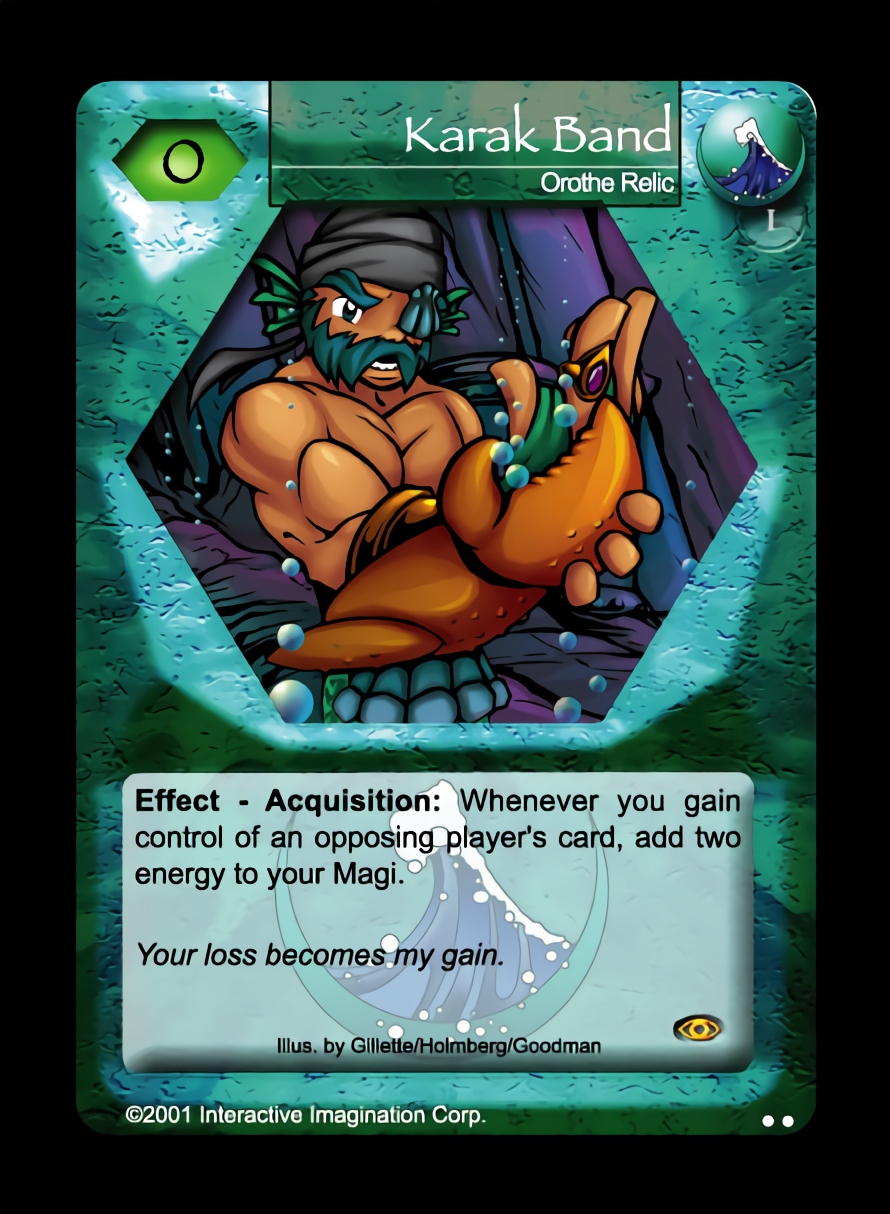 0
Karak Band
Orothe Relic
L
Effect - Acquisition: Whenever you gain
control of an opposing player's card, add two
energy to your Magi.
Your loss becomes my gain.
Illus. by Gillette/Holmberg/Goodman
©2001 Interactive Imagination Corp.